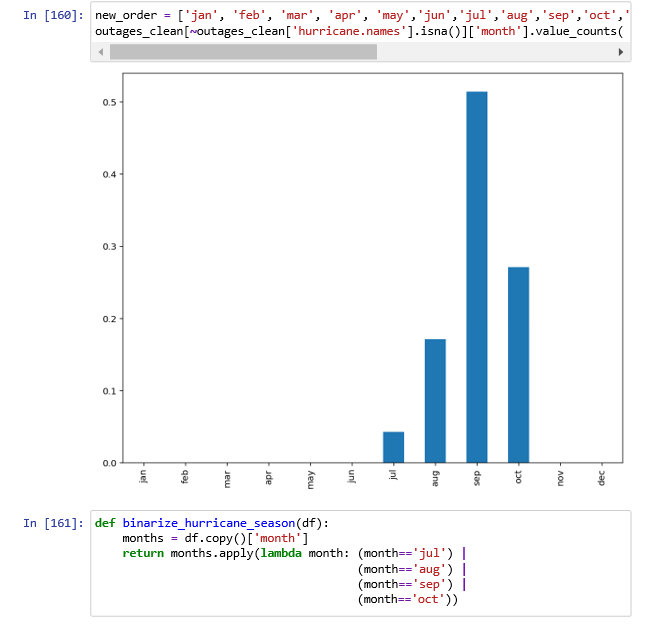 In [160]: new_order = ['jan', 'feb', 'mar', 'apr', 'may','jun','jul','aug','sep','oct','
outages_clean[~outages_clean['hurricane.names'].isna()]['month'].value_counts(
0.5
0.4
0.3
0.2
0.1
0.0
jan feb mar apr may jun jul aug sep oct nov dec
In [161]: def binarize_hurricane_season(df):
months = df.copy()['month']
return months.apply(lambda month: (month=='jul') |
(month=='aug') |
(month=='sep') |
(month=='oct'))